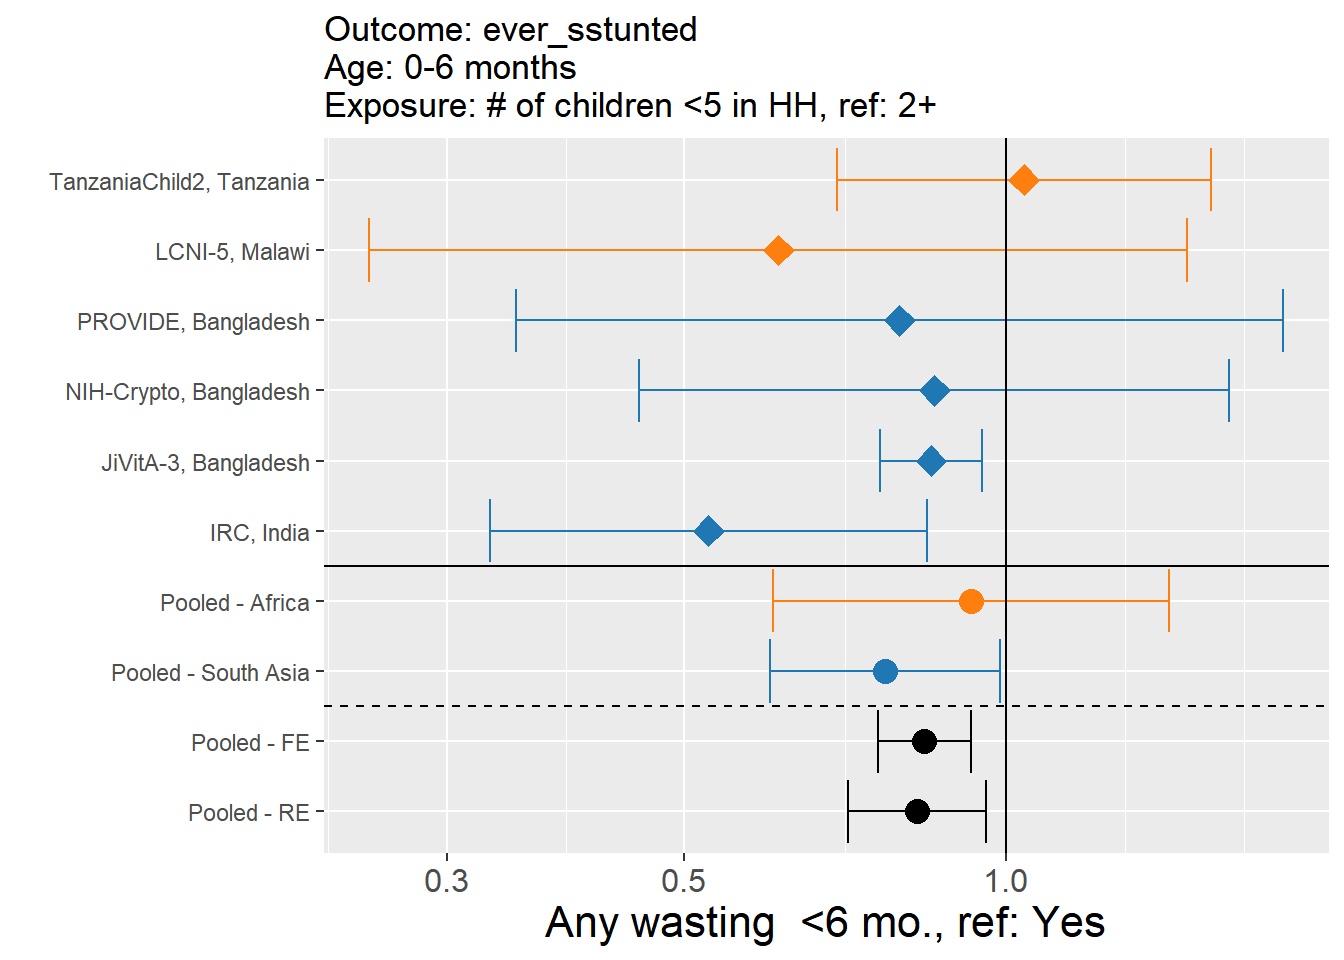 Outcome: ever_sstunted
Age: 0-6 months
Exposure: # of children <5 in HH, ref: 2+
TanzaniaChild2, Tanzania
LCNI-5, Malawi
PROVIDE, Bangladesh
NIH-Crypto, Bangladesh
JiVitA-3, Bangladesh
IRC, India
Pooled - Africa
Pooled - South Asia
Pooled - FE
Pooled - RE
0.3 0.5 1.0
Any wasting  <6 mo., ref: Yes